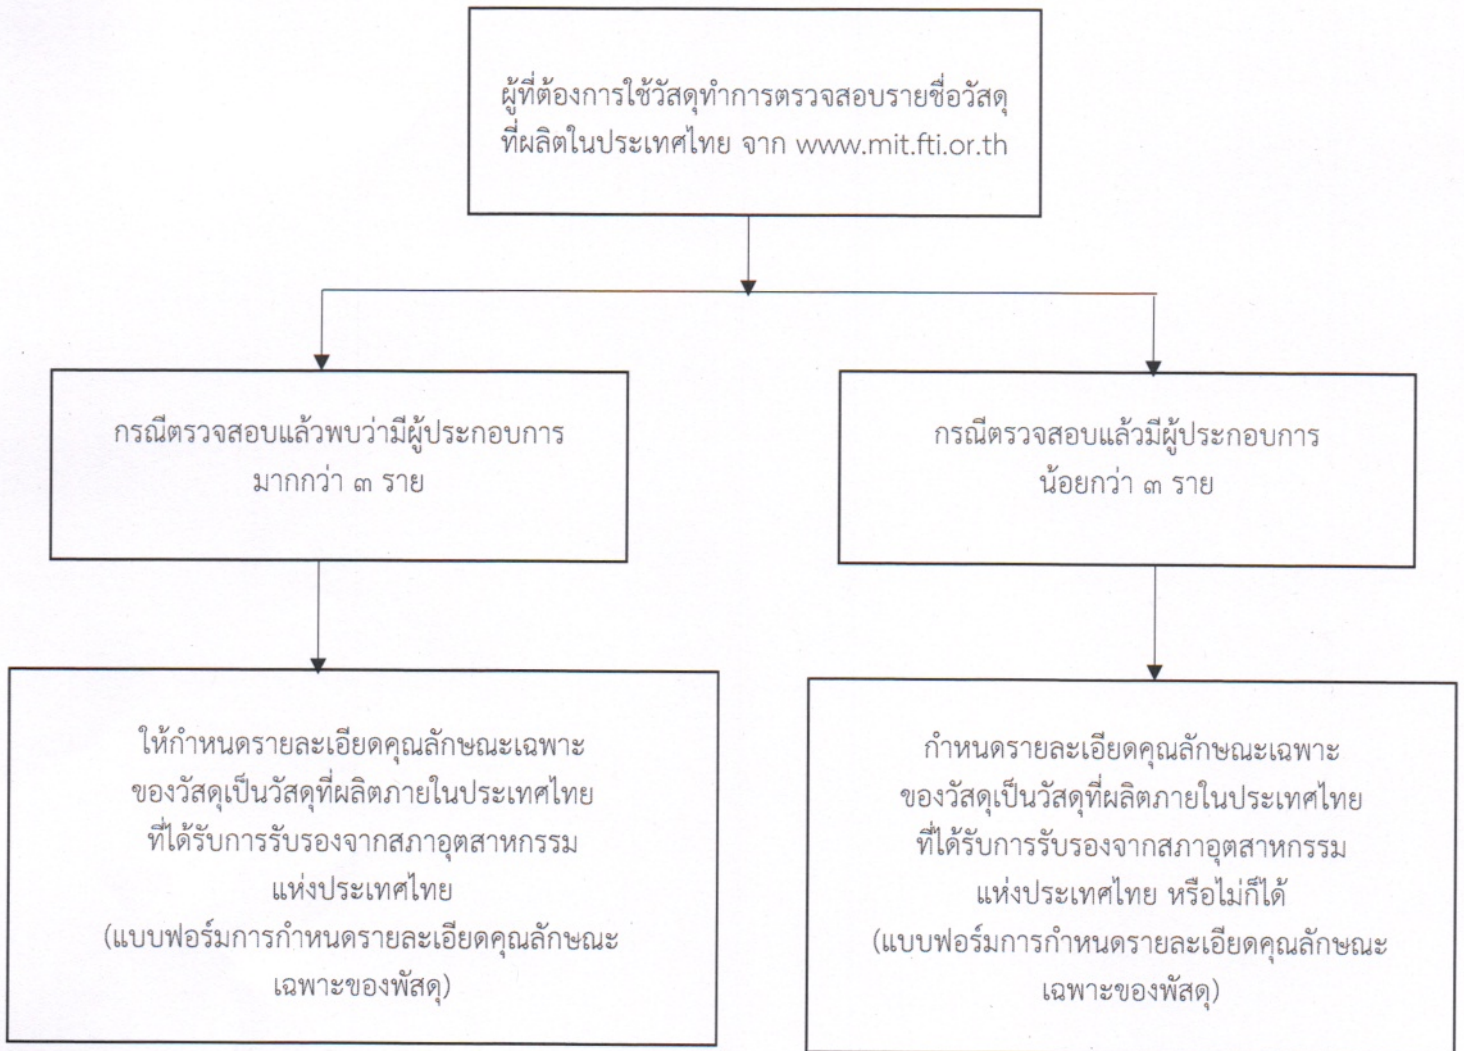 ผู้ที่ต้องการใช้วัสดุทำการตรวจสอบรายชื่อวัสดุ
ที่ผลิตในประเทศไทย จาก www.mit.fti.or.th
กรณีตรวจสอบแล้วพบว่ามีผู้ประกอบการ
มากกว่า ๓ ราย
กรณีตรวจสอบแล้วมีผู้ประกอบการ
น้อยกว่า ๓ ราย
ให้กำหนดรายละเอียดคุณลักษณะเฉพาะ
ของวัสดุเป็นวัสดุที่ผลิตภายในประเทศไทย
ที่ได้รับการรับรองจากสภาอุตสาหกรรม
แห่งประเทศไทย
(แบบฟอร์มการกำหนดรายละเอียดคุณลักษณะ
เฉพาะของพัสดุ)
กำหนดรายละเอียดคุณลักษณะเฉพาะ
ของวัสดุเป็นวัสดุที่ผลิตภายในประเทศไทย
ที่ได้รับการรับรองจากสภาอุตสาหกรรม
แห่งประเทศไทย หรือไม่ก็ได้
(แบบฟอร์มการกำหนดรายละเอียดคุณลักษณะ
เฉพาะของพัสดุ)